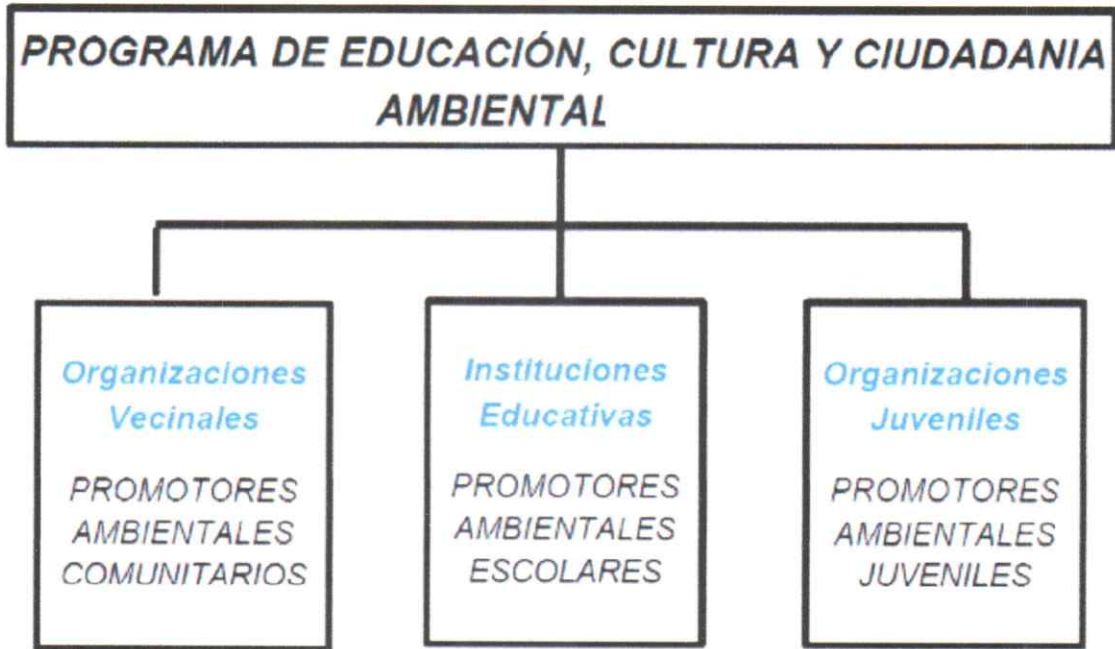 PROGRAMA DE EDUCACIÓN, CULTURA Y CIUDADANIA
AMBIENTAL
Organizaciones
Vecinales
PROMOTORES
AMBIENTALES
COMUNITARIOS
Instituciones
Educativas
PROMOTORES
AMBIENTALES
ESCOLARES
Organizaciones
Juveniles
PROMOTORES
AMBIENTALES
JUVENILES